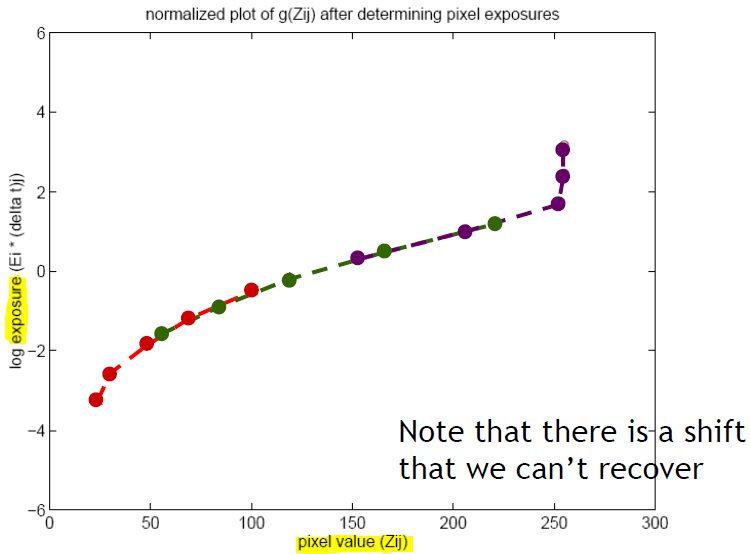 normalized plot of g(Zij) after determining pixel exposures
6
4
2
0
−2
−4
−6
log exposure (Ei * (delta t)j)
Note that there is a shift
that we can’t recover
0
50
100
150
200
250
300
pixel value (Zij)